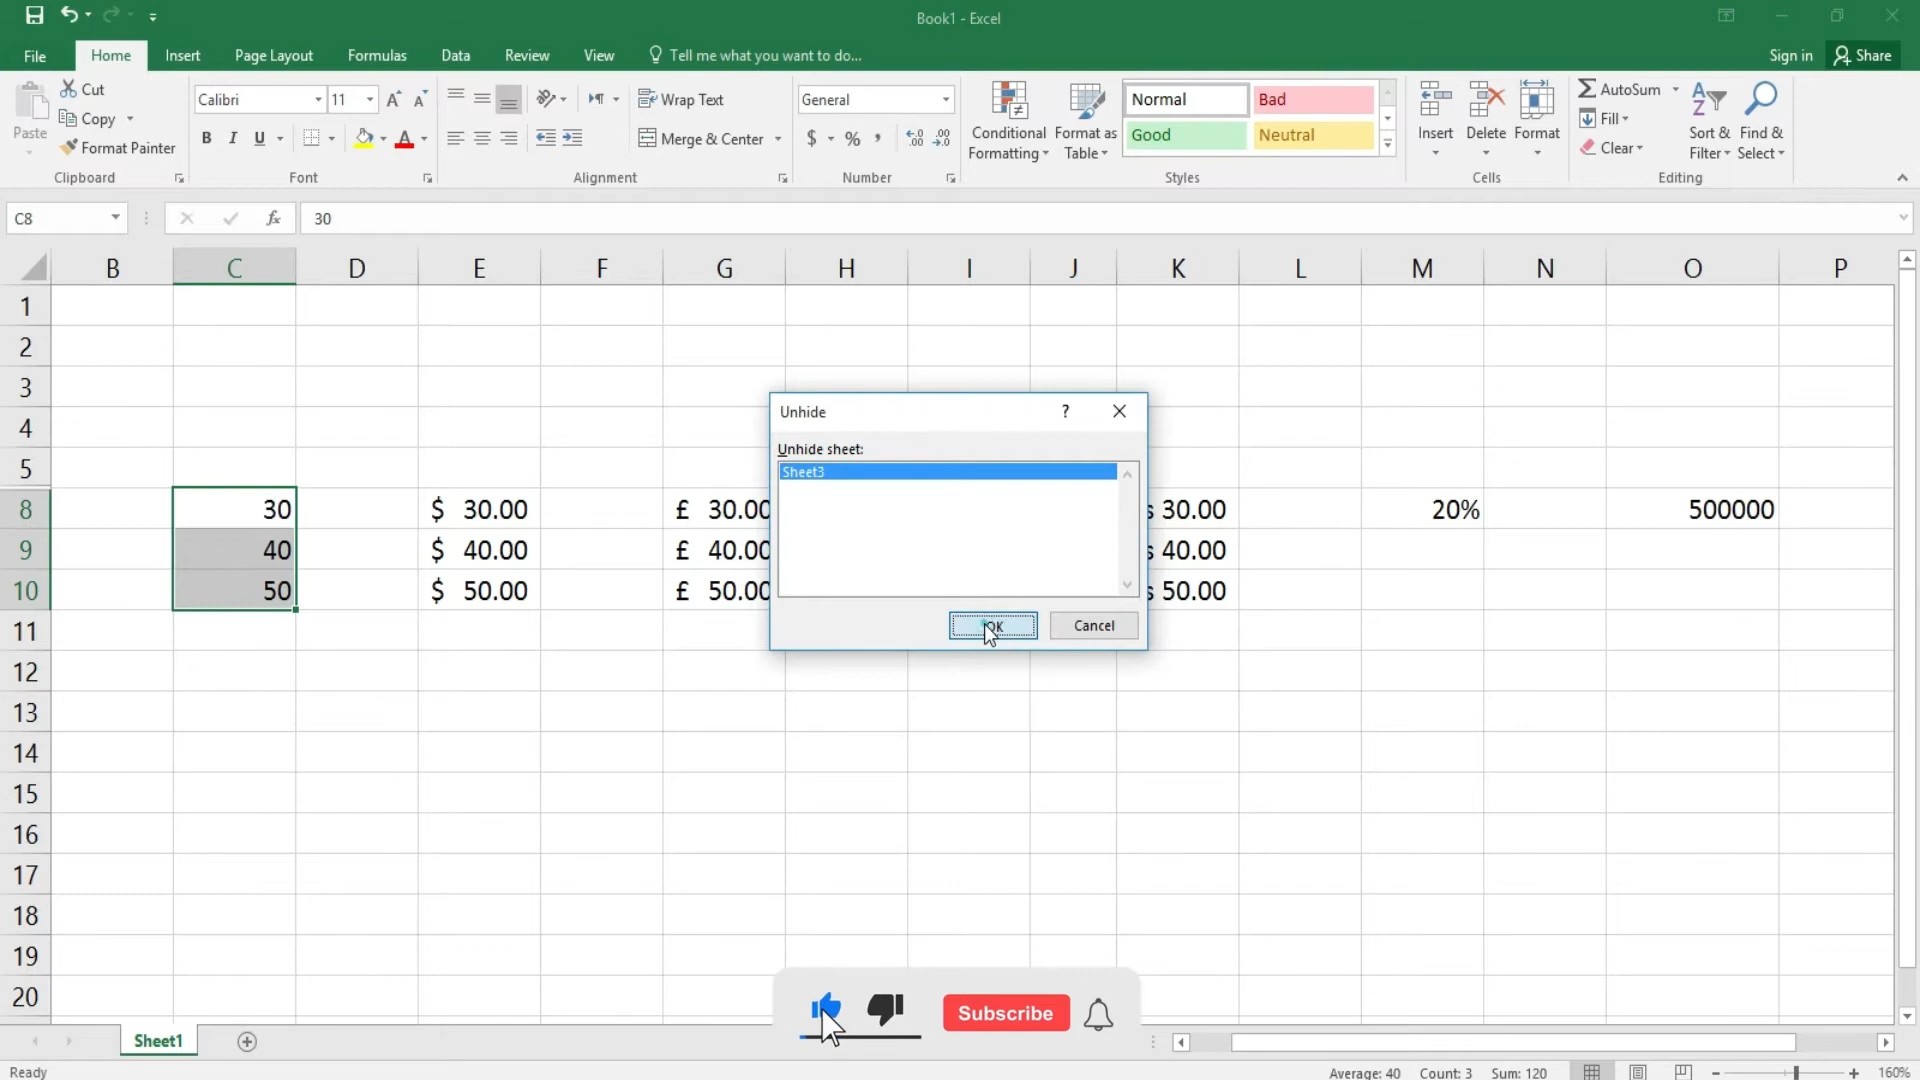 Book1 - Excel
File Home Insert Page Layout Formulas Data Review View Tell me what you want to do... Sign in Share
Paste
Cut
Copy
Format Painter
Clipboard
Calibri 11
B I U
Font
Wrap Text
Merge & Center
Alignment
General
$ % ,
Number
Conditional Formatting
Format as Table
Normal Bad
Good Neutral
Styles
Insert Delete Format
Cells
AutoSum
Fill
Clear
Sort & Filter
Find & Select
Editing
C8 fx 30
B C D E F G H I J K L M N O P
1
2
3
4
5
8 30 $ 30.00 £ 30.00 30.00 20% 500000
9 40 $ 40.00 £ 40.00 40.00
10 50 $ 50.00 £ 50.00 50.00
11
12
13
14
15
16
17
18
19
20
Unhide ?
Unhide sheet:
Sheet3
OK Cancel
Subscribe
Sheet1
Ready Average: 40 Count: 3 Sum: 120 160%